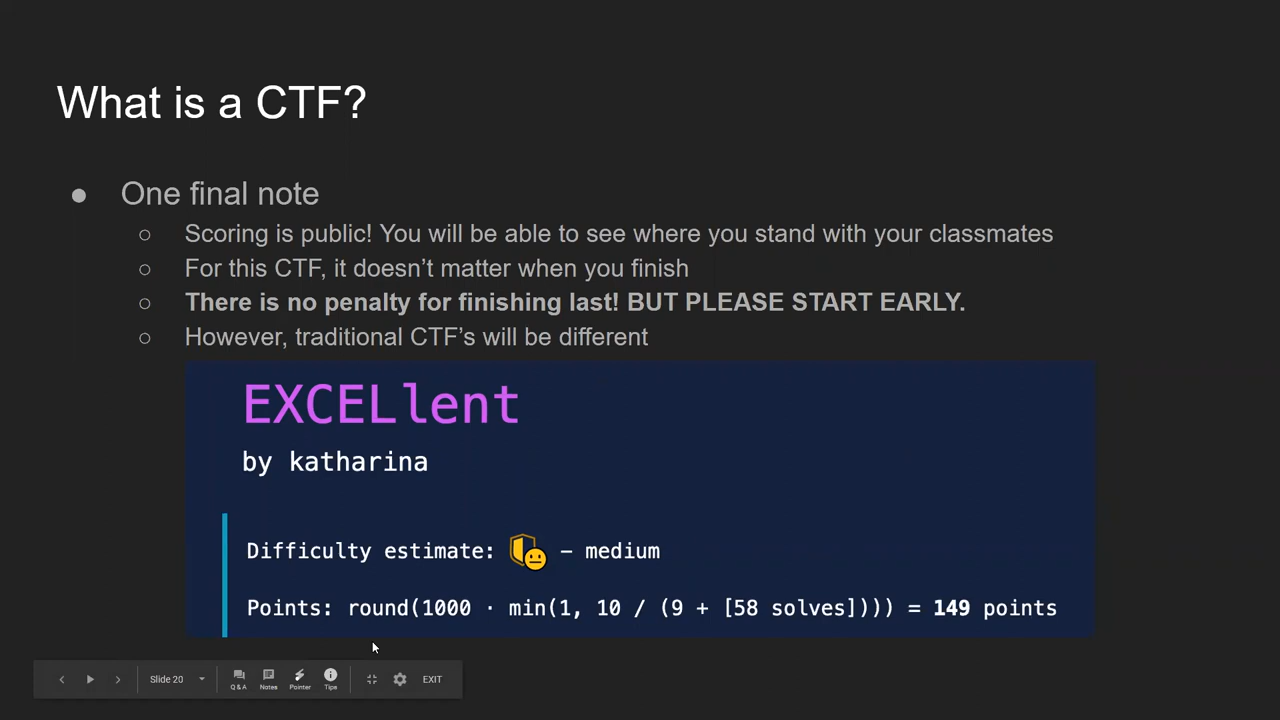 What is a CTF?
● One final note
○ Scoring is public! You will be able to see where you stand with your classmates
○ For this CTF, it doesn’t matter when you finish
○ There is no penalty for finishing last! BUT PLEASE START EARLY.
○ However, traditional CTF’s will be different
EXCELlent
by katharina
Difficulty estimate: – medium
Points: round(1000 · min(1, 10 / (9 + [58 solves]))) = 149 points
Slide 20
Q & A
Notes
Pointer
Tips
EXIT